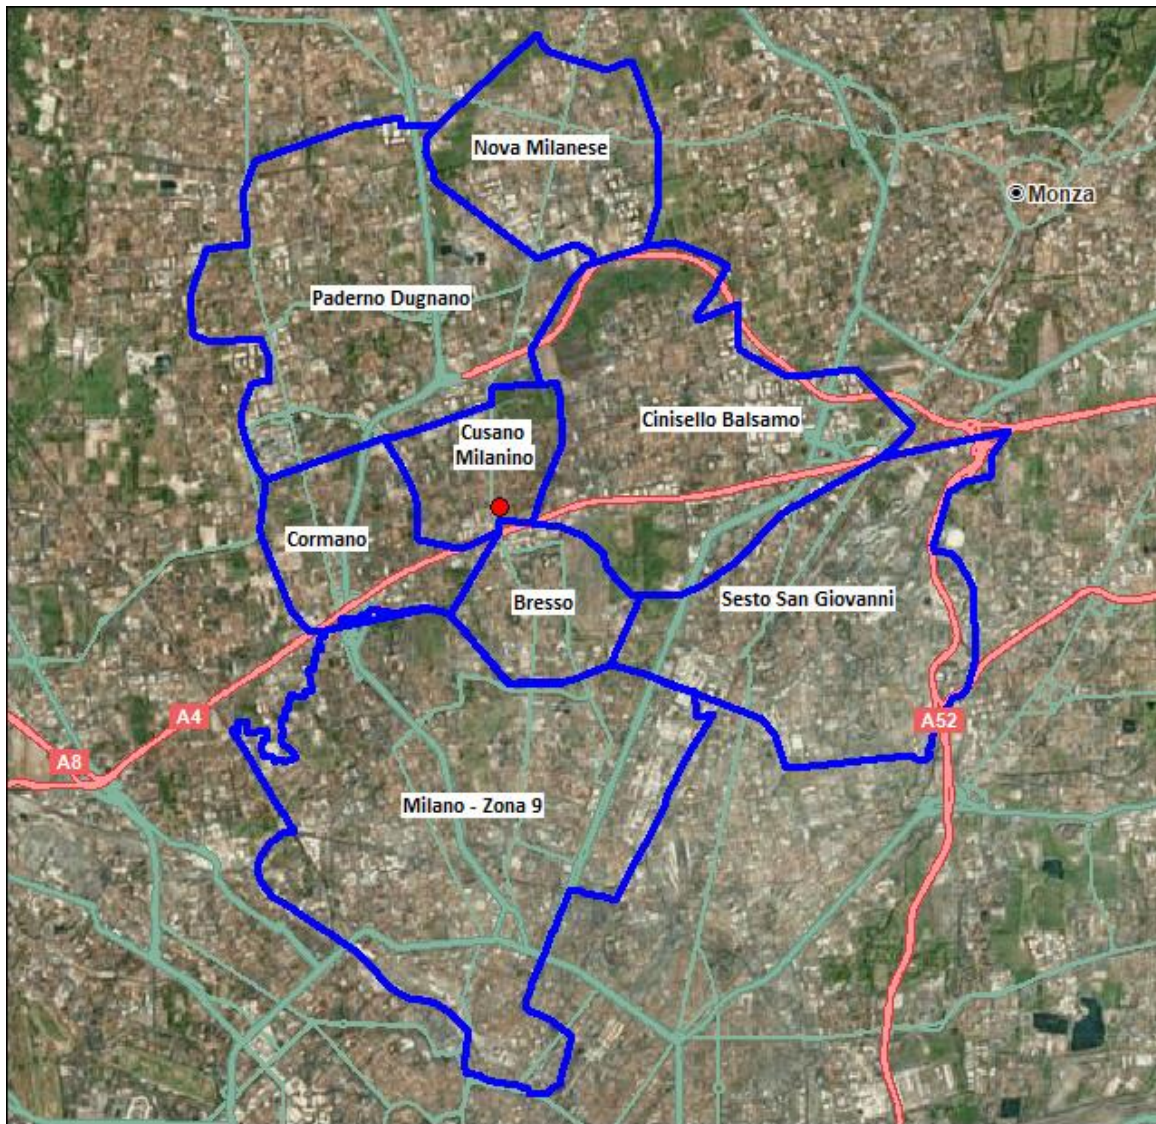 Nova Milanese
Monza
Paderno Dugnano
Cinisello Balsamo
Cusano
Milanino
Cormano
Bresso
Sesto San Giovanni
A4
A52
A8
Milano - Zona 9